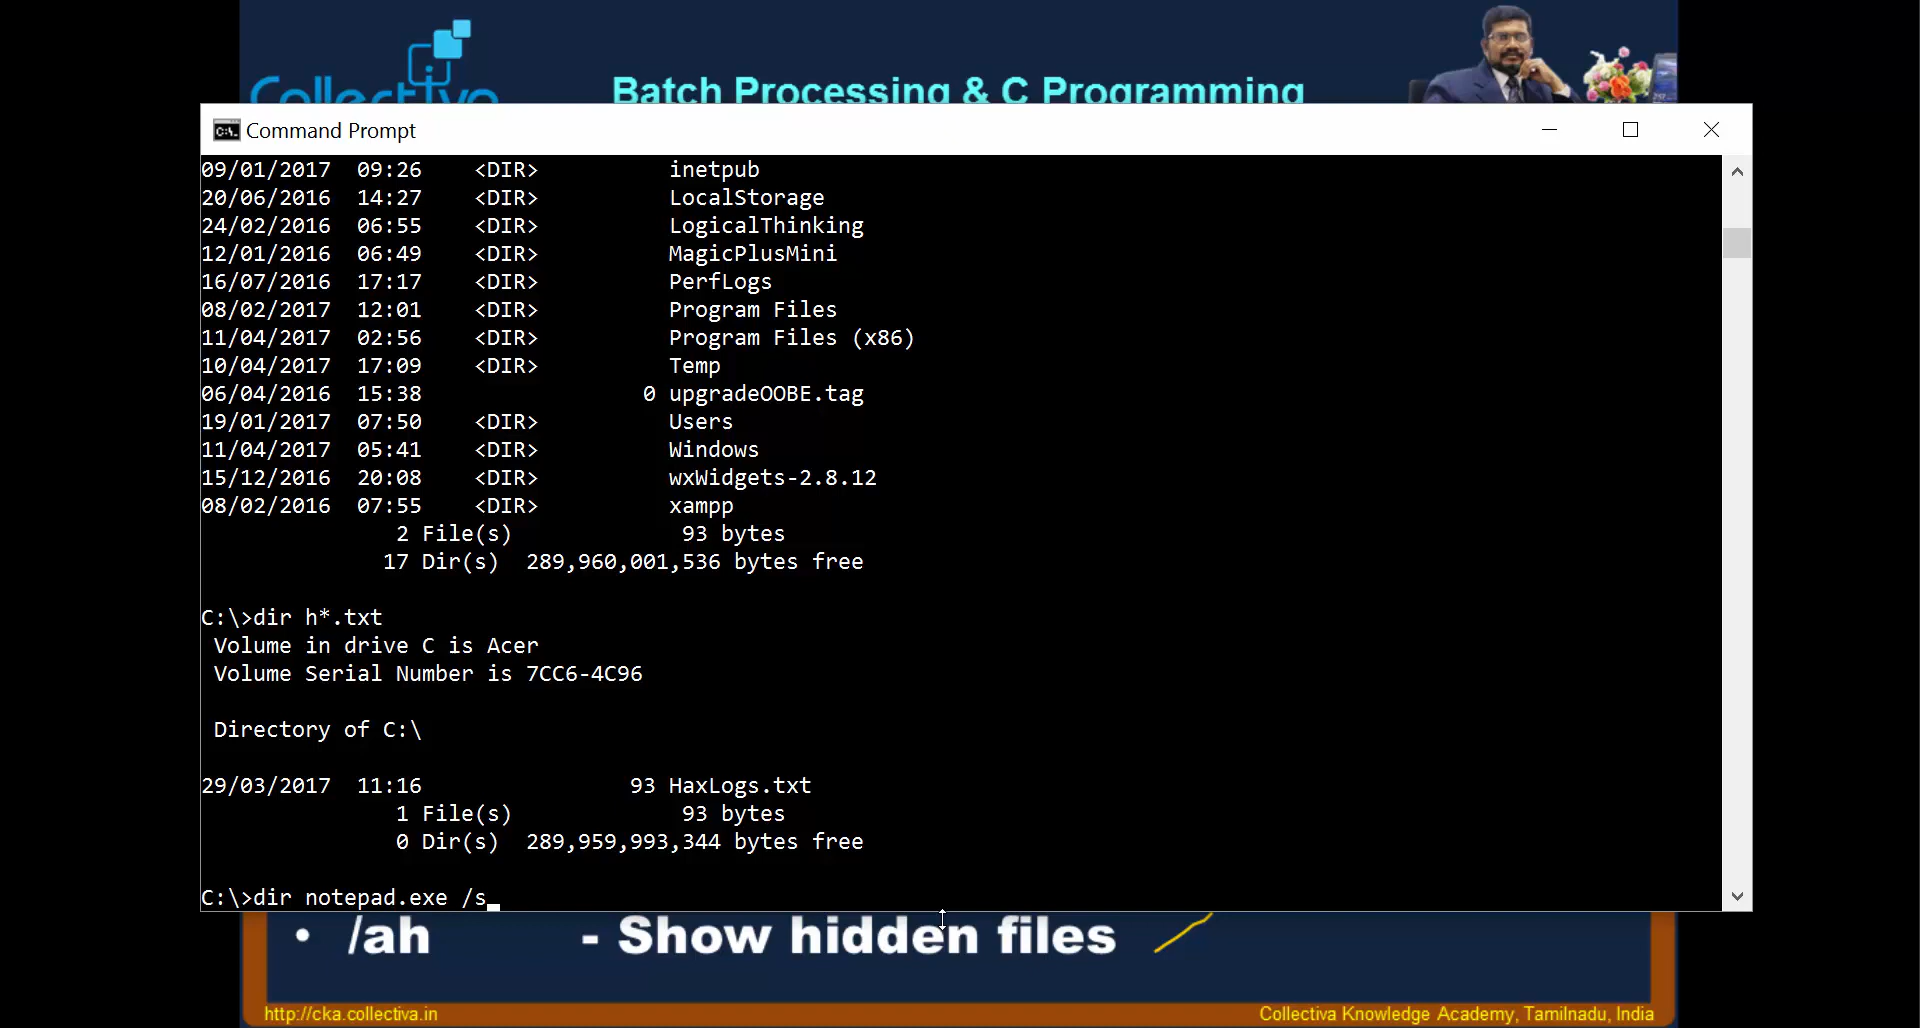 Collectiva
Batch Processing & C Programming
Command Prompt
09/01/2017  09:26    <DIR>          inetpub
20/06/2016  14:27    <DIR>          LocalStorage
24/02/2016  06:55    <DIR>          LogicalThinking
12/01/2016  06:49    <DIR>          MagicPlusMini
16/07/2016  17:17    <DIR>          PerfLogs
08/02/2017  12:01    <DIR>          Program Files
11/04/2017  02:56    <DIR>          Program Files (x86)
10/04/2017  17:09    <DIR>          Temp
06/04/2016  15:38                 0 upgradeOOBE.tag
19/01/2017  07:50    <DIR>          Users
11/04/2017  05:41    <DIR>          Windows
15/12/2016  20:08    <DIR>          wxWidgets-2.8.12
08/02/2016  07:55    <DIR>          xampp
2 File(s)             93 bytes
17 Dir(s)  289,960,001,536 bytes free
C:\>dir h*.txt
Volume in drive C is Acer
Volume Serial Number is 7CC6-4C96
Directory of C:\
29/03/2017  11:16                93 HaxLogs.txt
1 File(s)             93 bytes
0 Dir(s)  289,959,993,344 bytes free
C:\>dir notepad.exe /s
• /ah - Show hidden files
http://cka.collectiva.in
Collectiva Knowledge Academy, Tamilnadu, India